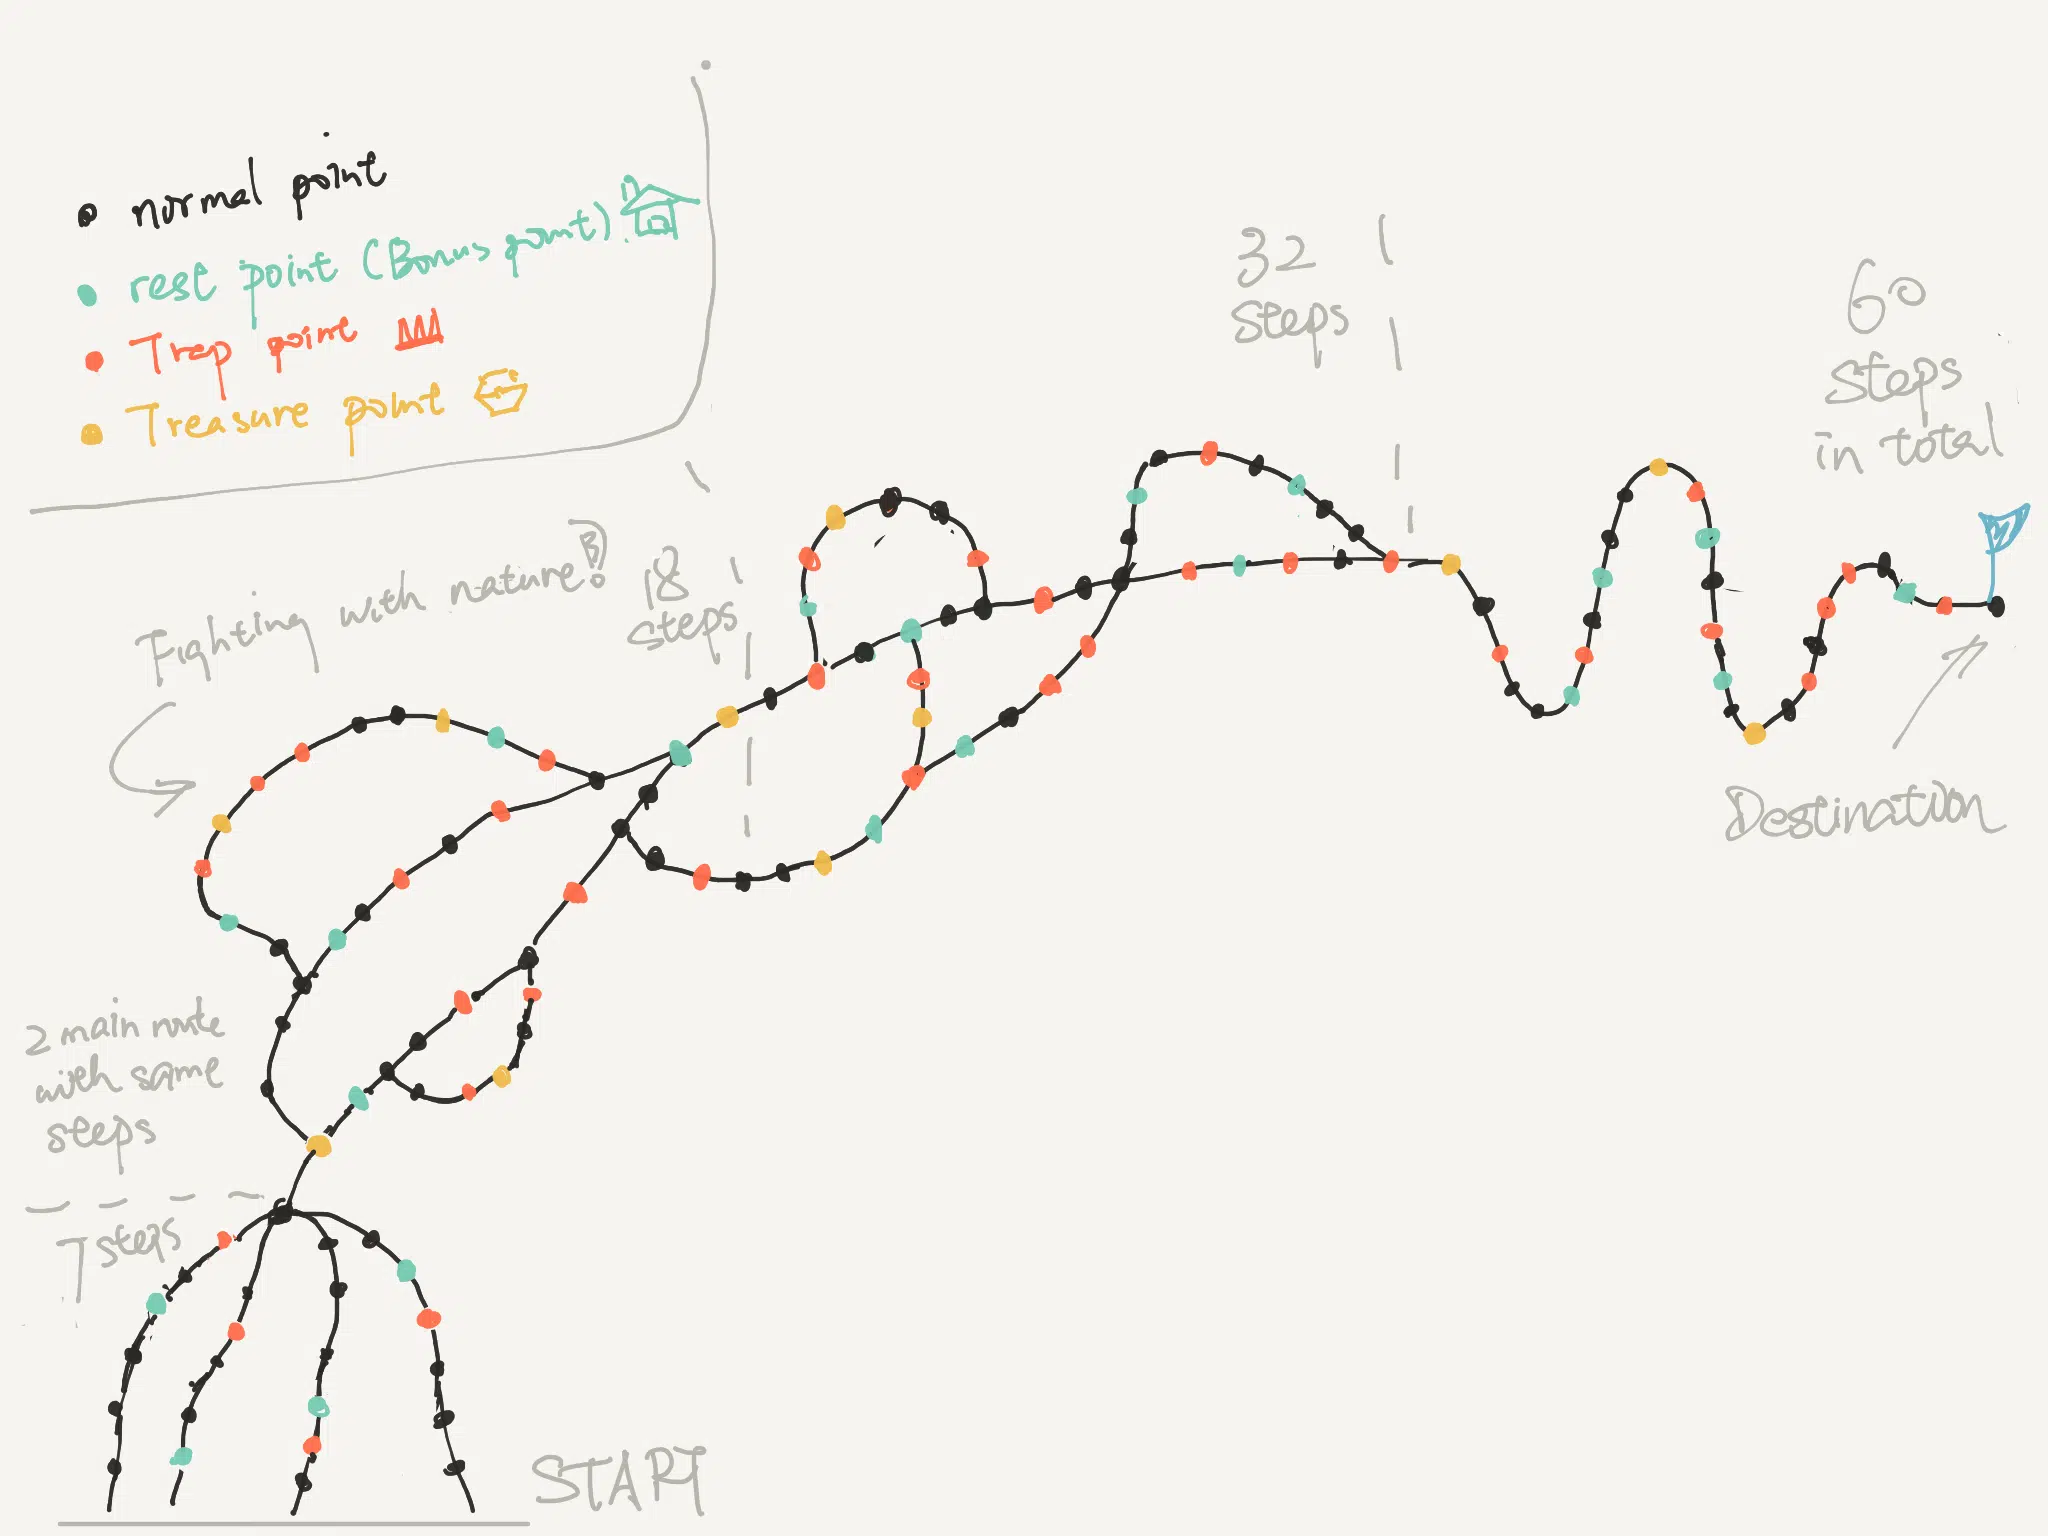 normal point
rest point (Bonus point)
Trap point
Treasure point
Fighting with nature!!
18
steps
32
steps
60
steps
in total
Destination
2 main route
with same
steps
7 steps
START